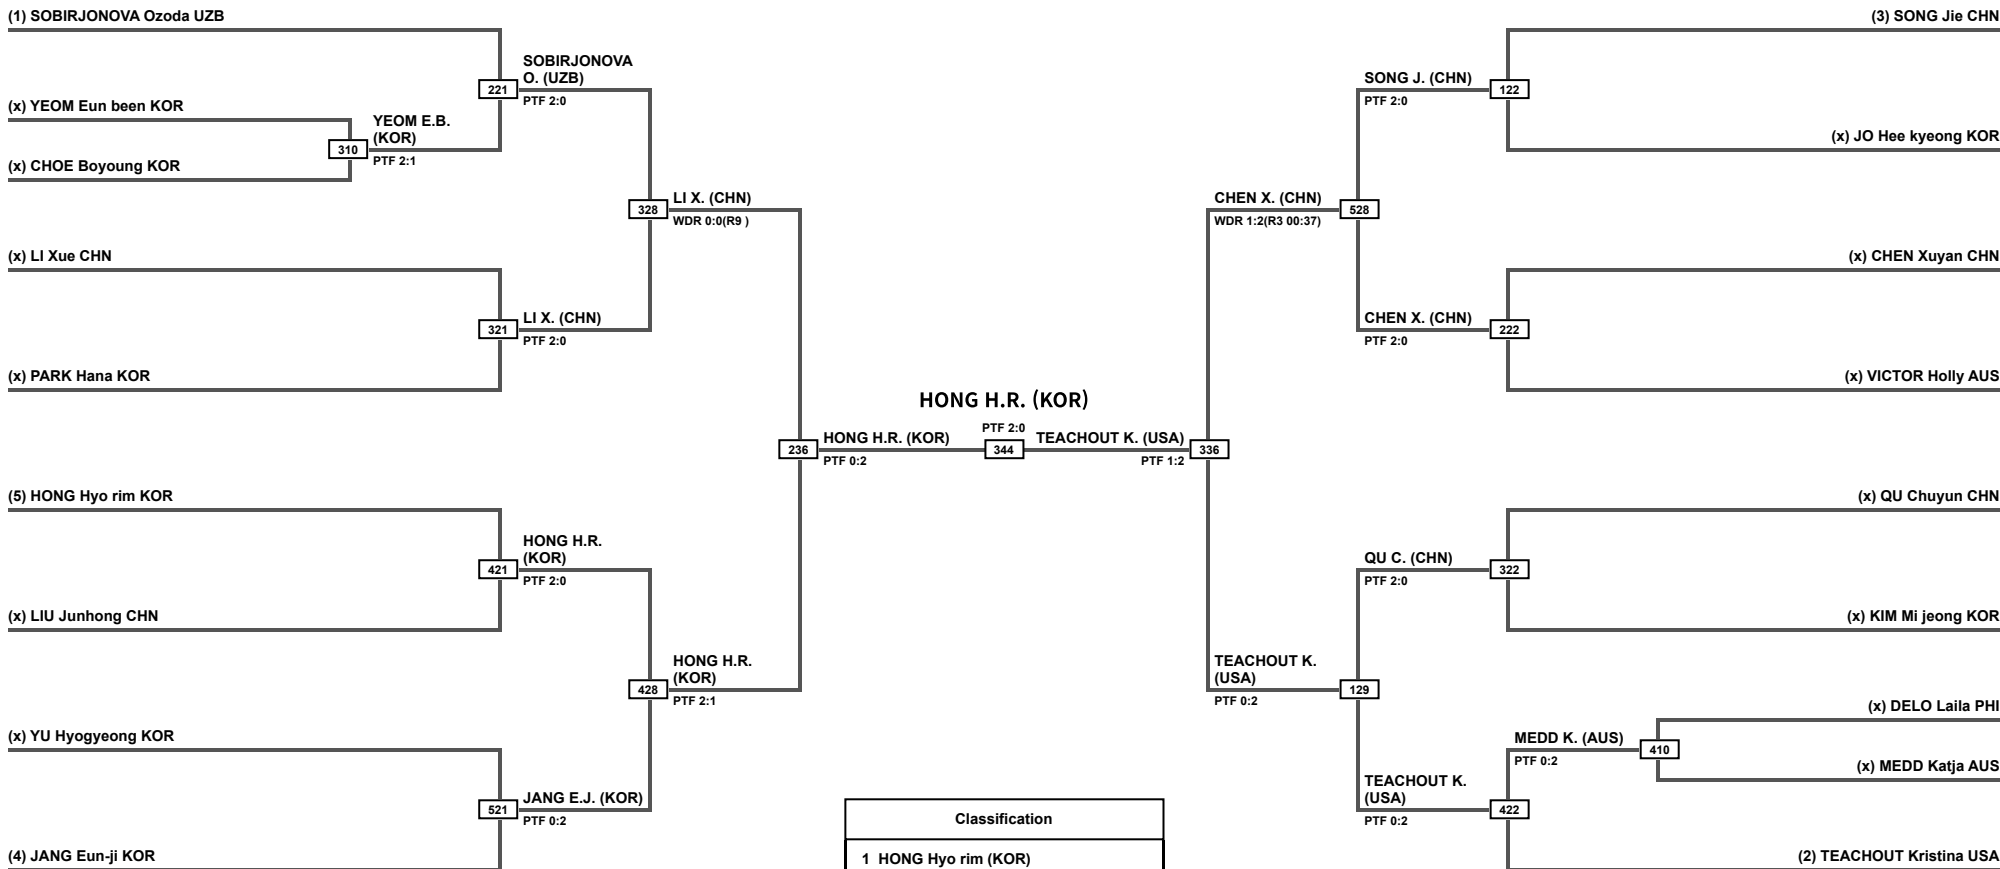 (1) SOBIRJONOVA Ozoda UZB
SOBIRJONOVA
O. (UZB)
221
PTF 2:0
(x) YEOM Eun been KOR
YEOM E.B.
(KOR)
310
PTF 2:1
(x) CHOE Boyoung KOR
LI X. (CHN)
328
WDR 0:0(R9 )
(x) LI Xue CHN
LI X. (CHN)
321
PTF 2:0
(x) PARK Hana KOR
HONG H.R. (KOR)
PTF 2:0
236
HONG H.R. (KOR)
PTF 0:2
344
TEACHOUT K. (USA)
PTF 1:2
336
(5) HONG Hyo rim KOR
HONG H.R.
(KOR)
421
PTF 2:0
(x) LIU Junhong CHN
HONG H.R.
(KOR)
428
PTF 2:1
(x) YU Hyogyeong KOR
JANG E.J. (KOR)
521
PTF 0:2
(4) JANG Eun-ji KOR
(3) SONG Jie CHN
SONG J. (CHN)
122
PTF 2:0
(x) JO Hee kyeong KOR
CHEN X. (CHN)
528
WDR 1:2(R3 00:37)
(x) CHEN Xuyan CHN
CHEN X. (CHN)
222
PTF 2:0
(x) VICTOR Holly AUS
(x) QU Chuyun CHN
QU C. (CHN)
322
PTF 2:0
(x) KIM Mi jeong KOR
TEACHOUT K.
(USA)
129
PTF 0:2
(x) DELO Laila PHI
MEDD K. (AUS)
410
PTF 0:2
(x) MEDD Katja AUS
TEACHOUT K.
(USA)
422
PTF 0:2
(2) TEACHOUT Kristina USA
Classification
1 HONG Hyo rim (KOR)